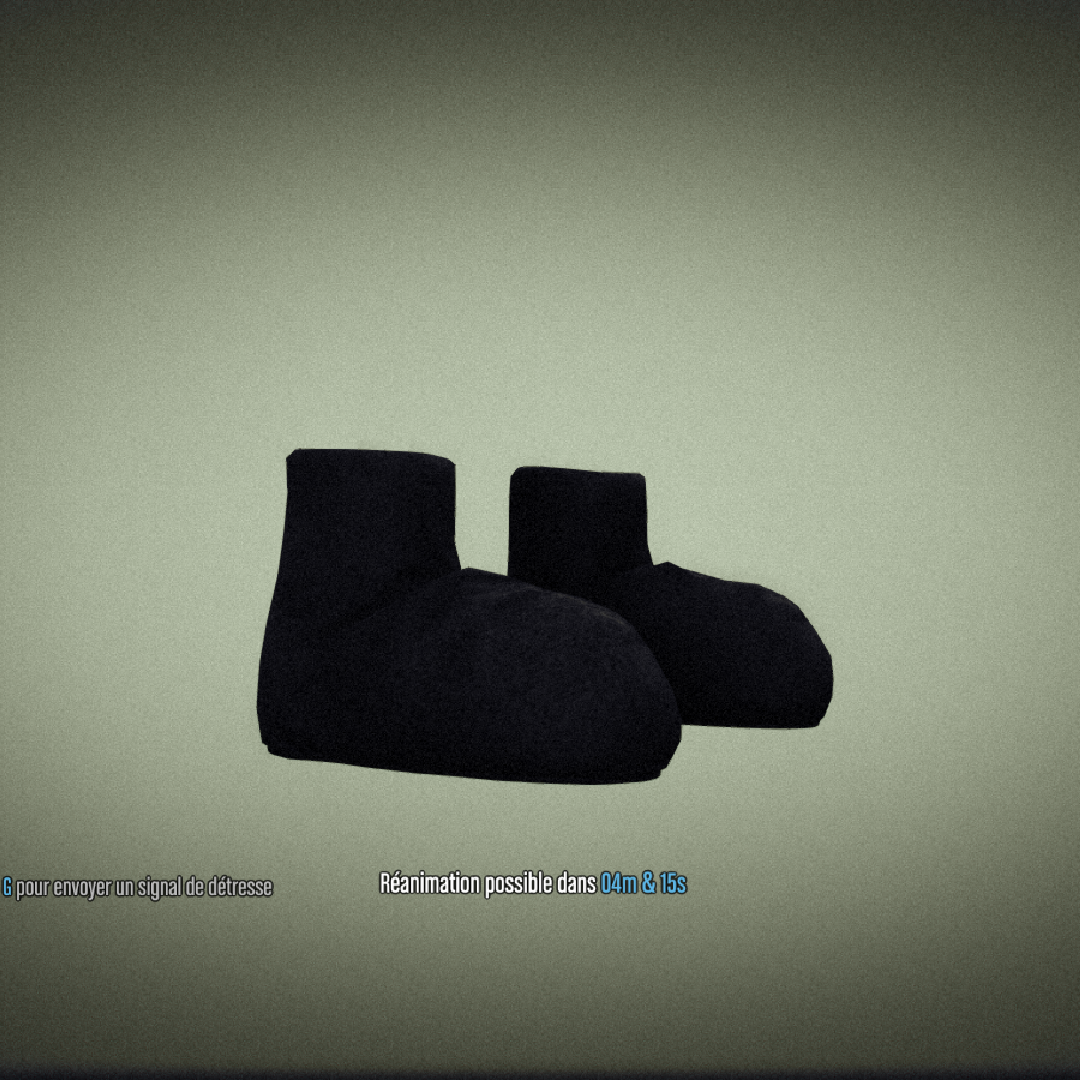 G pour envoyer un signal de détresse
Réanimation possible dans 04m & 15s